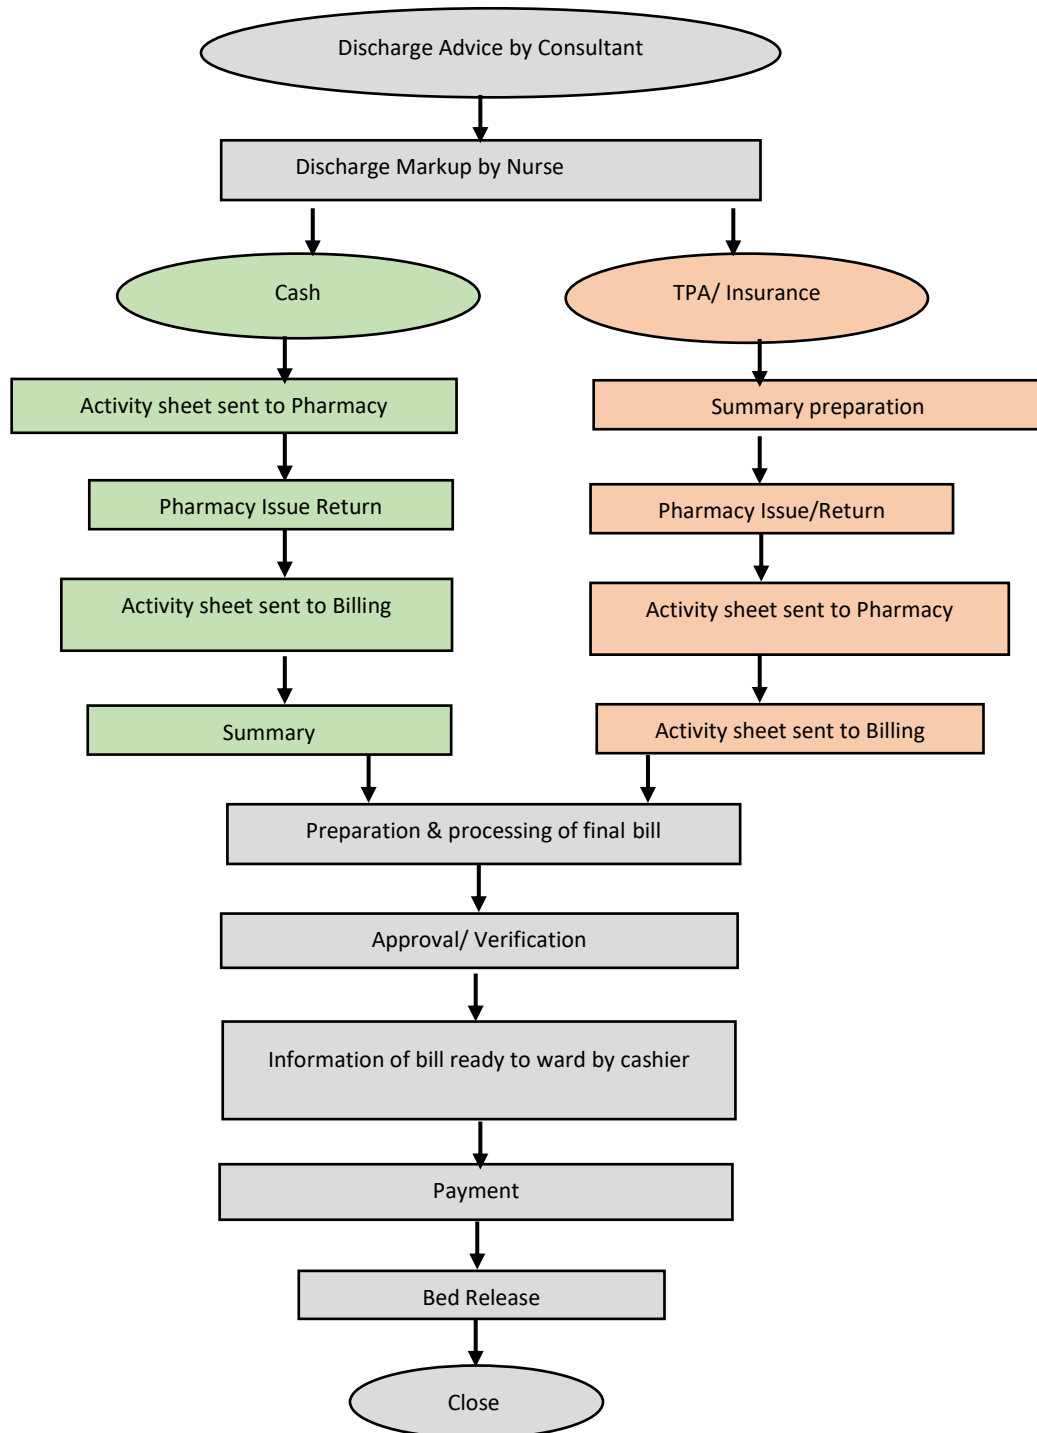 Discharge Advice by Consultant
Discharge Markup by Nurse
Cash
TPA/ Insurance
Activity sheet sent to Pharmacy
Summary preparation
Pharmacy Issue Return
Pharmacy Issue/Return
Activity sheet sent to Billing
Activity sheet sent to Pharmacy
Summary
Activity sheet sent to Billing
Preparation & processing of final bill
Approval/ Verification
Information of bill ready to ward by cashier
Payment
Bed Release
Close